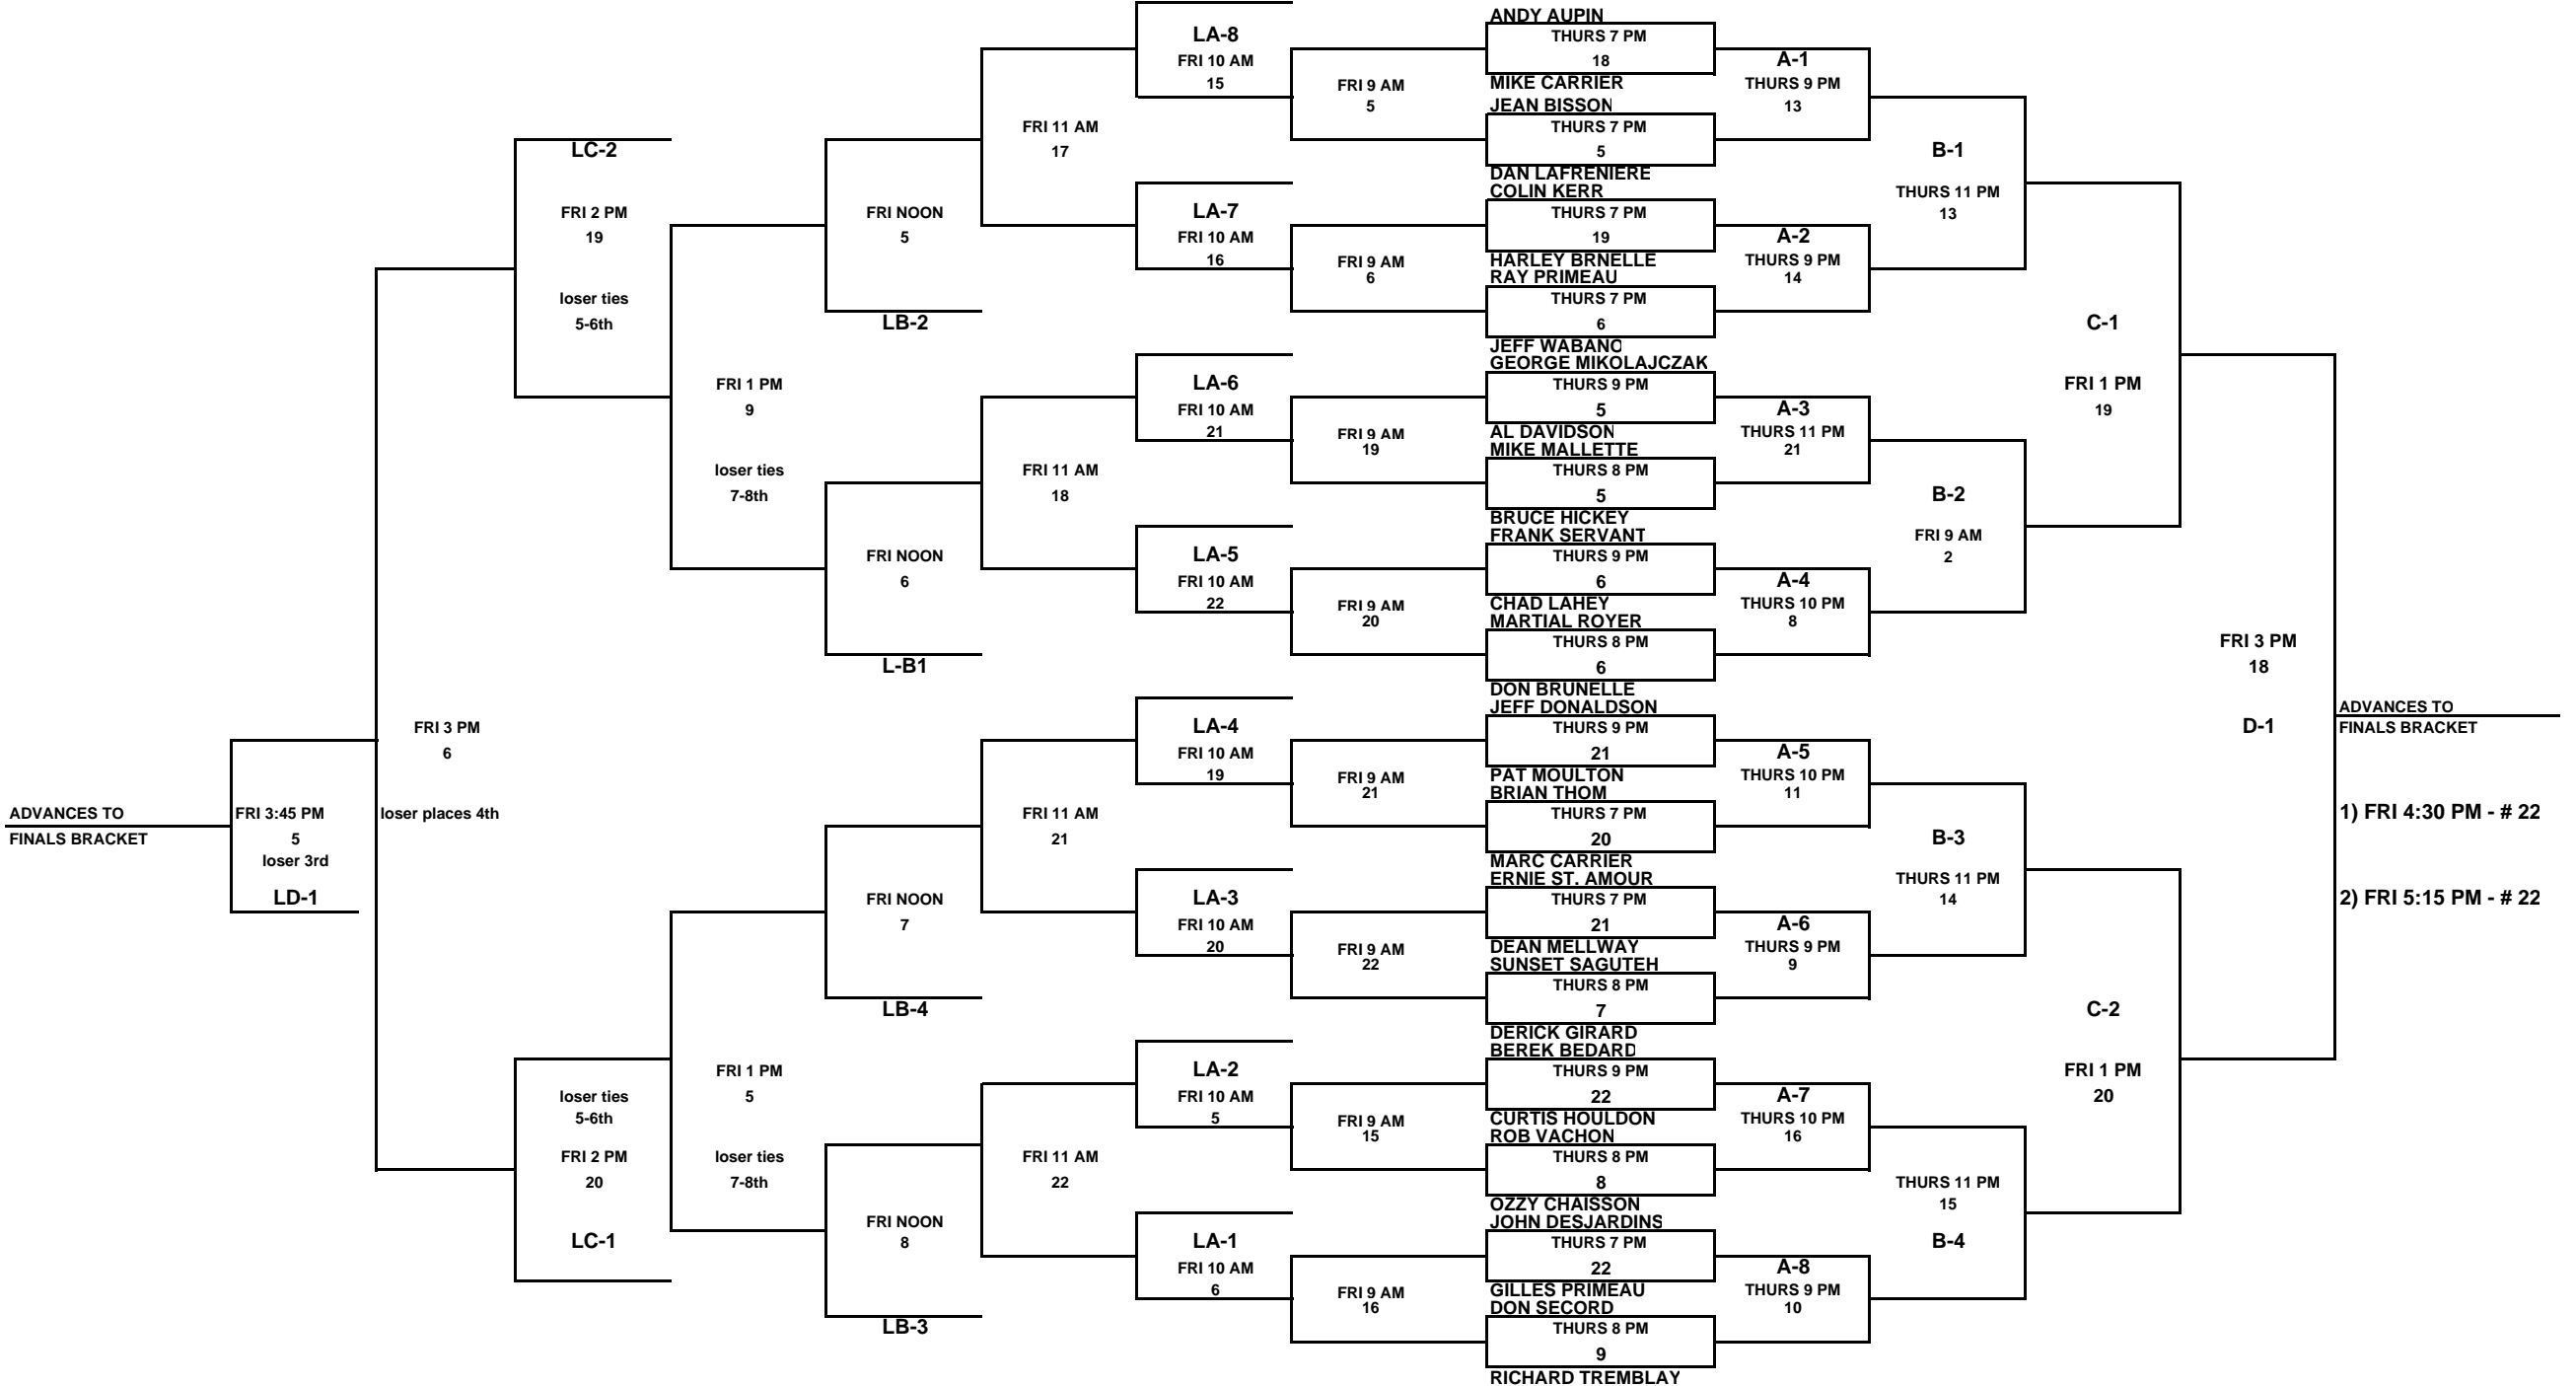 ANDY AUPIN
THURS 7 PM
18
MIKE CARRIER
JEAN BISSON
THURS 7 PM
5
DAN LAFRENIERE
COLIN KERR
THURS 7 PM
19
HARLEY BRNELLE
RAY PRIMEAU
THURS 7 PM
6
JEFF WABANO
GEORGE MIKOLAJCZAK
THURS 9 PM
5
AL DAVIDSON
MIKE MALLETTE
THURS 8 PM
5
BRUCE HICKEY
FRANK SERVANT
THURS 9 PM
6
CHAD LAHEY
MARTIAL ROYER
THURS 8 PM
6
DON BRUNELLE
JEFF DONALDSON
THURS 9 PM
21
PAT MOULTON
BRIAN THOM
THURS 7 PM
20
MARC CARRIER
ERNIE ST. AMOUR
THURS 7 PM
21
DEAN MELLWAY
SUNSET SAGUTEH
THURS 8 PM
7
DERICK GIRARD
BEREK BEDARD
THURS 9 PM
22
CURTIS HOULDON
ROB VACHON
THURS 8 PM
8
OZZY CHAISSON
JOHN DESJARDINS
THURS 7 PM
22
GILLES PRIMEAU
DON SECORD
THURS 8 PM
9
RICHARD TREMBLAY
A-1
THURS 9 PM
13
A-2
THURS 9 PM
14
A-3
THURS 11 PM
21
A-4
THURS 10 PM
8
A-5
THURS 10 PM
11
A-6
THURS 9 PM
9
A-7
THURS 10 PM
16
A-8
THURS 9 PM
10
B-1
THURS 11 PM
13
B-2
FRI 9 AM
2
B-3
THURS 11 PM
14
THURS 11 PM
15
B-4
C-1
FRI 1 PM
19
C-2
FRI 1 PM
20
FRI 3 PM
18
D-1
ADVANCES TO
FINALS BRACKET
1) FRI 4:30 PM - # 22
2) FRI 5:15 PM - # 22
FRI 9 AM
5
FRI 9 AM
6
FRI 9 AM
19
FRI 9 AM
20
FRI 9 AM
21
FRI 9 AM
22
FRI 9 AM
15
FRI 9 AM
16
LA-8
FRI 10 AM
15
LA-7
FRI 10 AM
16
LA-6
FRI 10 AM
21
LA-5
FRI 10 AM
22
LA-4
FRI 10 AM
19
LA-3
FRI 10 AM
20
LA-2
FRI 10 AM
5
LA-1
FRI 10 AM
6
FRI 11 AM
17
FRI 11 AM
18
FRI 11 AM
21
FRI 11 AM
22
FRI NOON
5
LB-2
FRI NOON
6
L-B1
FRI NOON
7
LB-4
FRI NOON
8
LB-3
FRI 1 PM
9
loser ties
7-8th
FRI 1 PM
5
loser ties
7-8th
LC-2
FRI 2 PM
19
loser ties
5-6th
loser ties
5-6th
FRI 2 PM
20
LC-1
FRI 3 PM
6
loser places 4th
FRI 3:45 PM
5
loser 3rd
LD-1
ADVANCES TO
FINALS BRACKET